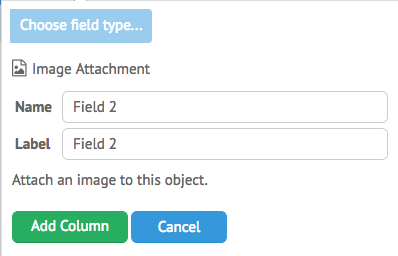 Choose field type...
Image Attachment
Name Field 2
Label Field 2
Attach an image to this object.
Add Column Cancel